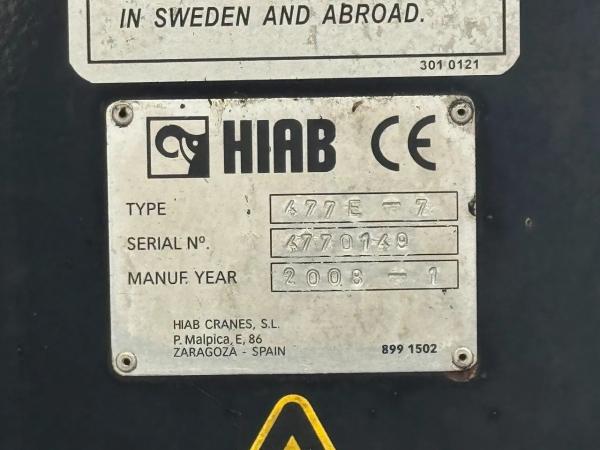 IN SWEDEN AND ABROAD.
301 0121
HIAB CE
TYPE 477E - 7
SERIAL Nº. 4770149
MANUF. YEAR 2008 - 1
HIAB CRANES, S.L.
P. Malpica, E, 86
ZARAGOZA - SPAIN
899 1502